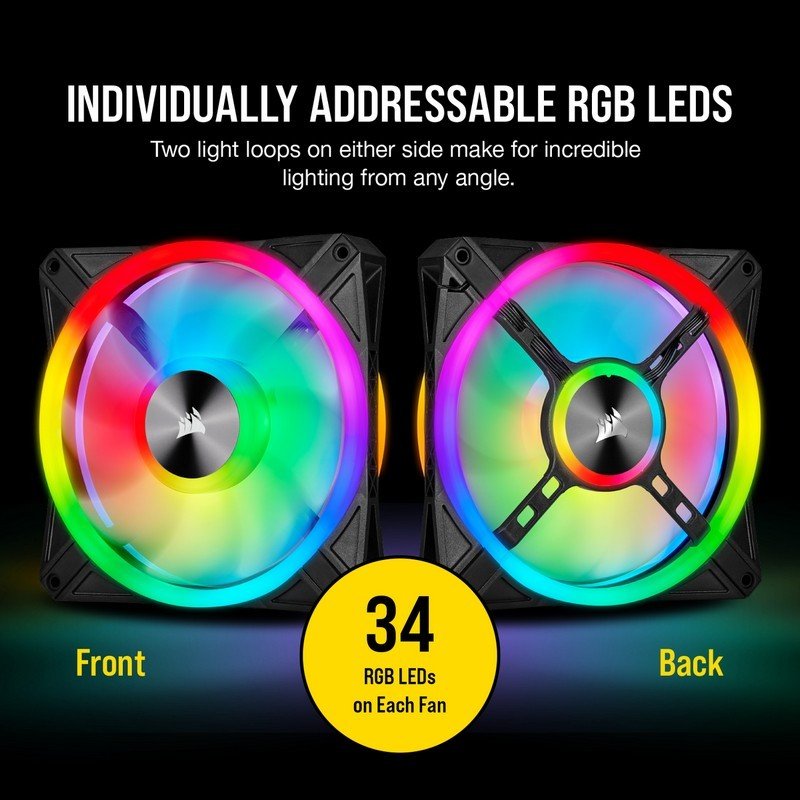 INDIVIDUALLY ADDRESSABLE RGB LEDS
Two light loops on either side make for incredible
lighting from any angle.
Front
34
RGB LEDs
on Each Fan
Back